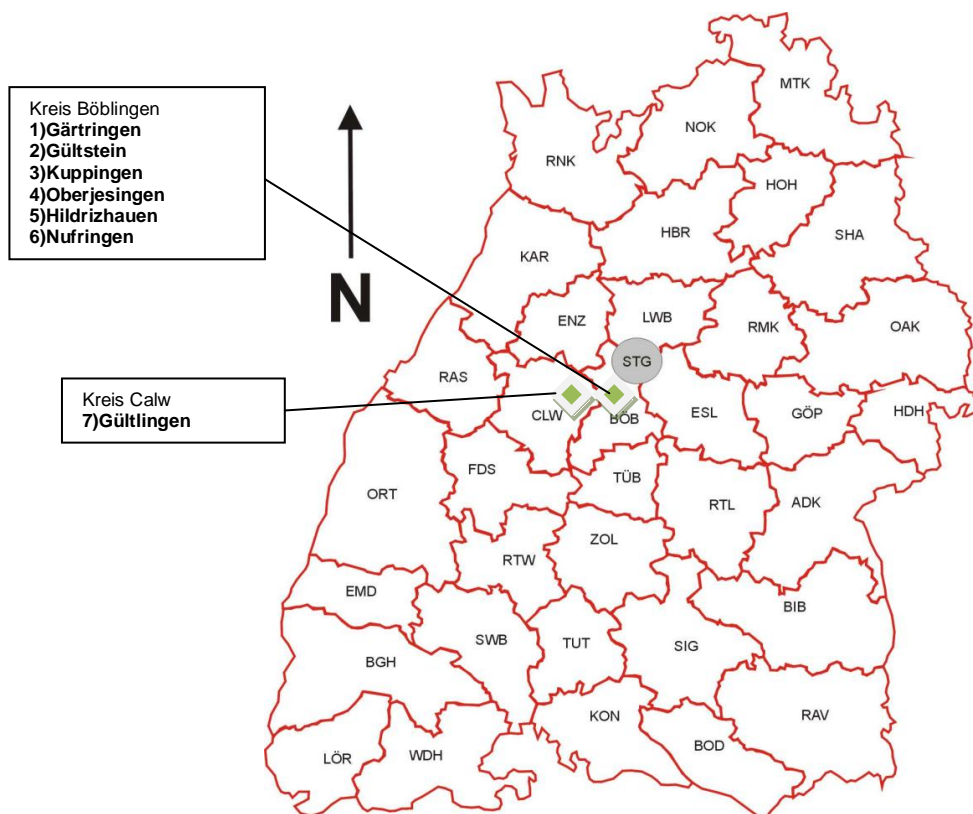 Kreis Böblingen
1)Gärtringen
2)Gültstein
3)Kuppingen
4)Oberjesingen
5)Hildrizhauen
6)Nufringen
N
Kreis Calw
7)Gültlingen
MTK
NOK
RNK
HOH
HBR
SHA
KAR
ENZ
LWB
RMK
OAK
STG
RAS
CLW
BÖB
ESL
GÖP
HDH
FDS
TÜB
ORT
RTL
ADK
ZOL
RTW
EMD
BIB
SWB
TUT
SIG
BGH
KON
RAV
BOD
LÖR
WDH